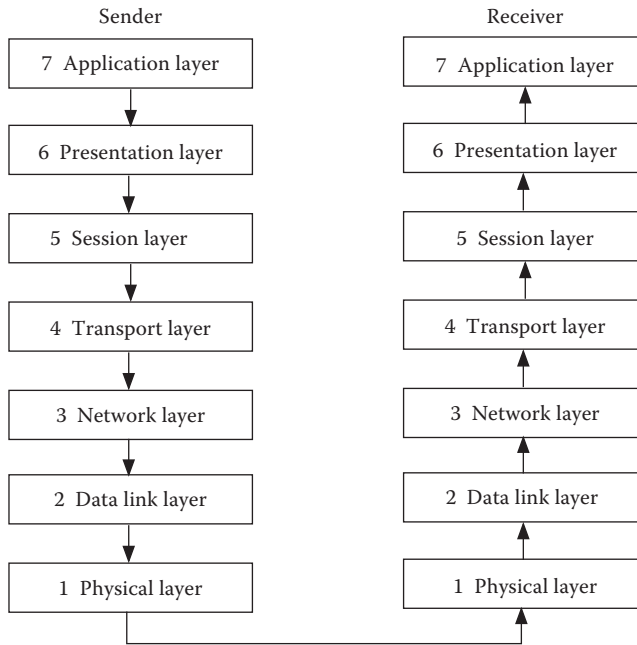 Sender
7 Application layer
6 Presentation layer
5 Session layer
4 Transport layer
3 Network layer
2 Data link layer
1 Physical layer
Receiver
7 Application layer
6 Presentation layer
5 Session layer
4 Transport layer
3 Network layer
2 Data link layer
1 Physical layer